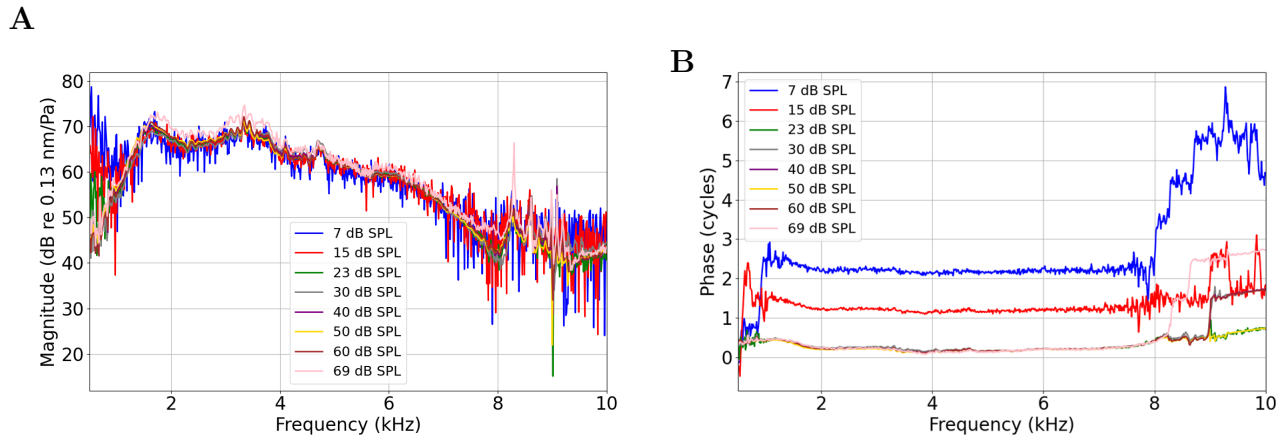 A
Magnitude (dB re 0.13 nm/Pa)
80
70
60
50
40
30
20
7 dB SPL
15 dB SPL
23 dB SPL
30 dB SPL
40 dB SPL
50 dB SPL
60 dB SPL
69 dB SPL
2
4
6
8
10
Frequency (kHz)
B
Phase (cycles)
7
6
5
4
3
2
1
0
7 dB SPL
15 dB SPL
23 dB SPL
30 dB SPL
40 dB SPL
50 dB SPL
60 dB SPL
69 dB SPL
2
4
6
8
10
Frequency (kHz)